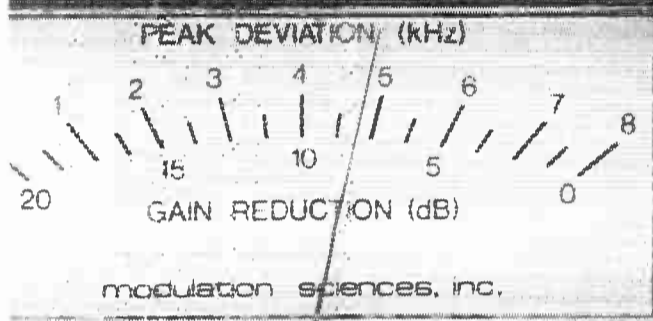 PEAK DEVIATION (kHz)
1 2 3 4 5 6 7 8
20 15 10 5 0
GAIN REDUCTION (dB)
modulation sciences, inc.